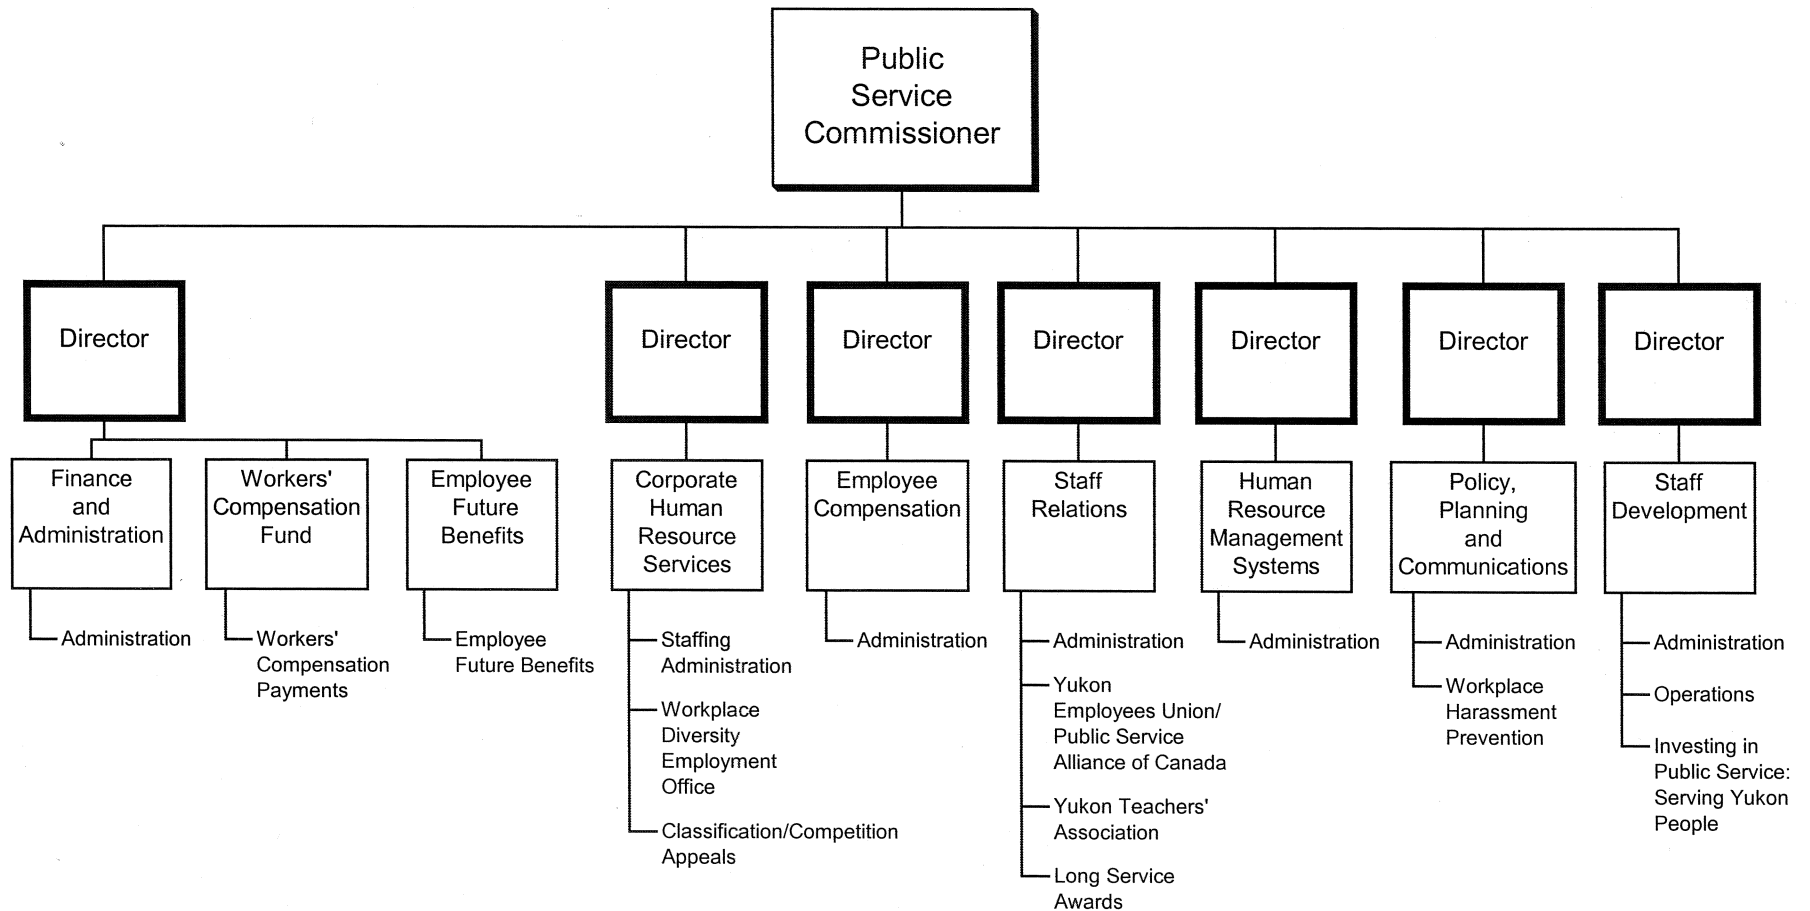 Public
Service
Commissioner
Director
Director
Director
Director
Director
Director
Director
Finance
and
Administration
Workers'
Compensation
Fund
Employee
Future
Benefits
Corporate
Human
Resource
Services
Employee
Compensation
Staff
Relations
Human
Resource
Management
Systems
Policy,
Planning
and
Communications
Staff
Development
Administration
Workers'
Compensation
Payments
Employee
Future Benefits
Staffing
Administration
Workplace
Diversity
Employment
Office
Classification/Competition
Appeals
Administration
Administration
Yukon
Employees Union/
Public Service
Alliance of Canada
Yukon Teachers'
Association
Long Service
Awards
Administration
Administration
Workplace
Harassment
Prevention
Administration
Operations
Investing in
Public Service:
Serving Yukon
People